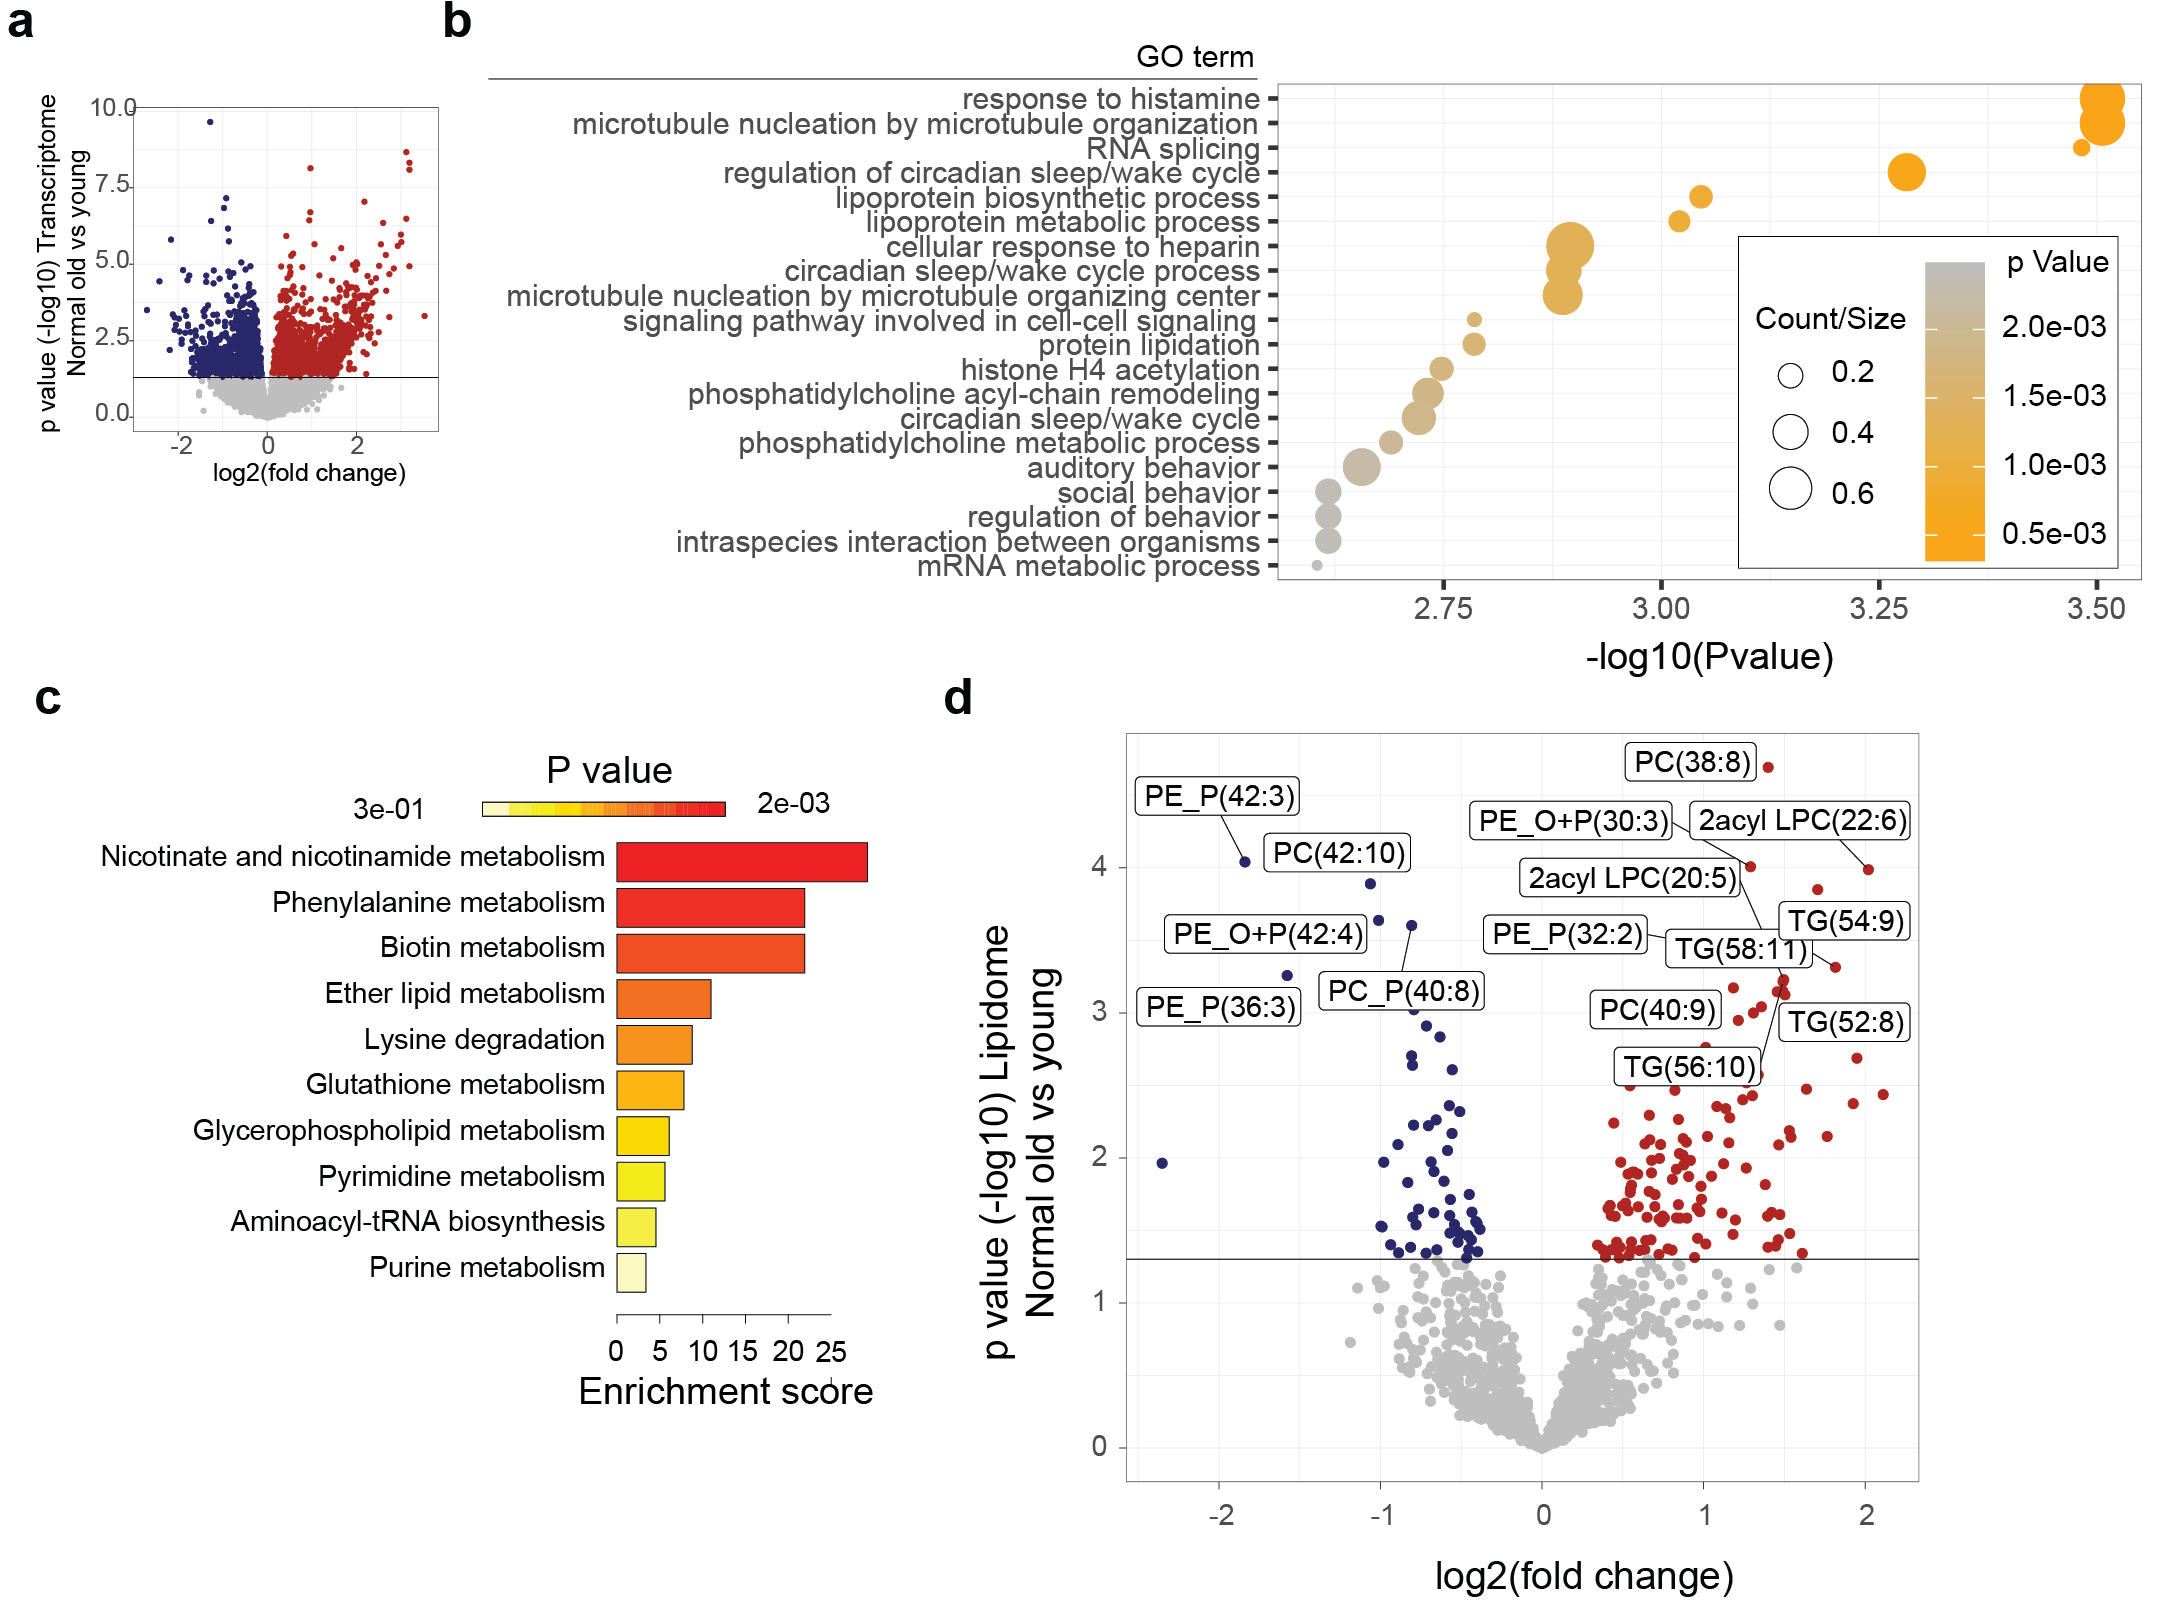 a
p value (-log10) Transcriptome
Normal old vs young
10.0
7.5
5.0
2.5
0.0
-2
0
2
log2(fold change)
b
GO term
response to histamine
microtubule nucleation by microtubule organization
RNA splicing
regulation of circadian sleep/wake cycle
lipoprotein biosynthetic process
lipoprotein metabolic process
cellular response to heparin
circadian sleep/wake cycle process
microtubule nucleation by microtubule organizing center
signaling pathway involved in cell-cell signaling
protein lipidation
histone H4 acetylation
phosphatidylcholine acyl-chain remodeling
circadian sleep/wake cycle
phosphatidylcholine metabolic process
auditory behavior
social behavior
regulation of behavior
intraspecies interaction between organisms
mRNA metabolic process
Count/Size
0.2
0.4
0.6
p Value
2.0e-03
1.5e-03
1.0e-03
0.5e-03
2.75
3.00
3.25
3.50
-log10(Pvalue)
c
P value
3e-01
2e-03
Nicotinate and nicotinamide metabolism
Phenylalanine metabolism
Biotin metabolism
Ether lipid metabolism
Lysine degradation
Glutathione metabolism
Glycerophospholipid metabolism
Pyrimidine metabolism
Aminoacyl-tRNA biosynthesis
Purine metabolism
0
5
10
15
20
25
Enrichment score
d
p value (-log10) Lipidome
Normal old vs young
4
3
2
1
0
PC(38:8)
PE_P(42:3)
PE_O+P(30:3)
2acyl LPC(22:6)
PC(42:10)
2acyl LPC(20:5)
TG(54:9)
PE_O+P(42:4)
PE_P(32:2)
TG(58:11)
PC_P(40:8)
PE_P(36:3)
PC(40:9)
TG(52:8)
TG(56:10)
-2
-1
0
1
2
log2(fold change)